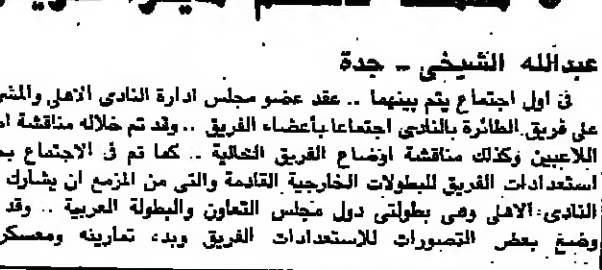 عبدالله الشيخي - جدة
في اول اجتماع يتم بينهما .. عقد عضو مجلس ادارة النادي الاهلي
على فريق الطائرة بالنادي اجتماعا بأعضاء الفريق .. وقد تم خلاله مناقشة
اللاعبين وكذلك مناقشة اوضاع الفريق الحالية .. كما تم في الاجتماع
استعدادات الفريق للبطولات الخارجية القادمة والتي من المزمع ان يشارك
النادي الاهلي وهي بطولتي دول مجلس التعاون والبطولة العربية .. وقد
وضع بعض التصورات للاستعدادات الفريق وبدء تمارينه